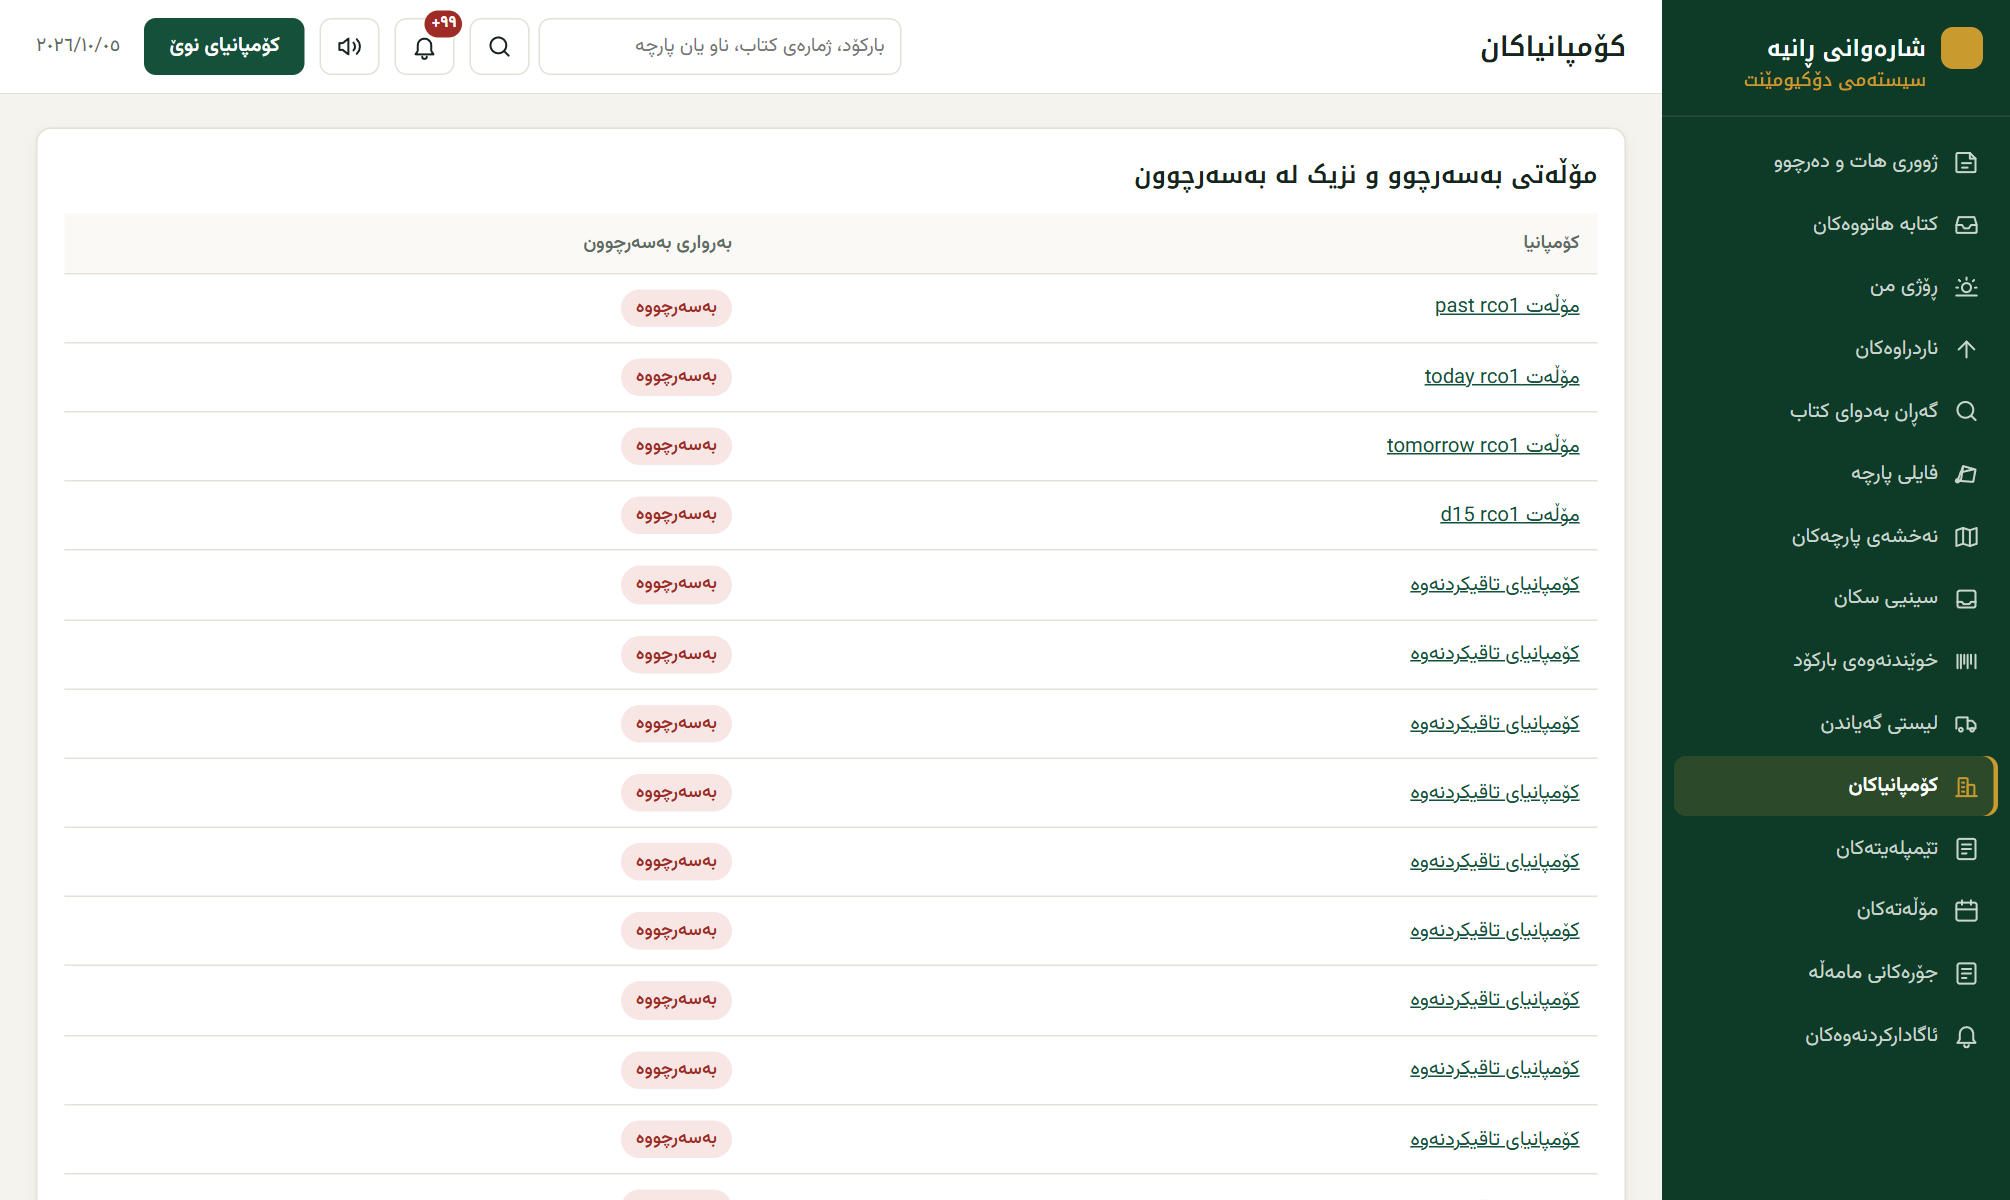 شارەوانی ڕانیە
سیستەمی دۆکیومێنت
ژووری هات و دەرچوو
کتابە هاتووەکان
ڕۆژی من
ناردراوەکان
گەڕان بەدوای کتاب
فایلی پارچە
نەخشەی پارچەکان
سینیی سکان
خوێندنەوەی بارکۆد
لیستی گەیاندن
کۆمپانیاکان
تێمپلەیتەکان
مۆڵەتەکان
جۆرەکانی مامەڵە
ئاگادارکردنەوەکان
کۆمپانیاکان
بارکۆد، ژمارەی کتاب، ناو یان پارچە
+٩٩
کۆمپانیای نوێ
٢٠٢٦/١٠/٠٥
مۆڵەتی بەسەرچوو و نزیک لە بەسەرچوون
کۆمپانیا بەرواری بەسەرچوون
مۆڵەت past rco1 بەسەرچووە
مۆڵەت today rco1 بەسەرچووە
مۆڵەت tomorrow rco1 بەسەرچووە
مۆڵەت d15 rco1 بەسەرچووە
کۆمپانیای تاقیکردنەوە بەسەرچووە
کۆمپانیای تاقیکردنەوە بەسەرچووە
کۆمپانیای تاقیکردنەوە بەسەرچووە
کۆمپانیای تاقیکردنەوە بەسەرچووە
کۆمپانیای تاقیکردنەوە بەسەرچووە
کۆمپانیای تاقیکردنەوە بەسەرچووە
کۆمپانیای تاقیکردنەوە بەسەرچووە
کۆمپانیای تاقیکردنەوە بەسەرچووە
کۆمپانیای تاقیکردنەوە بەسەرچووە